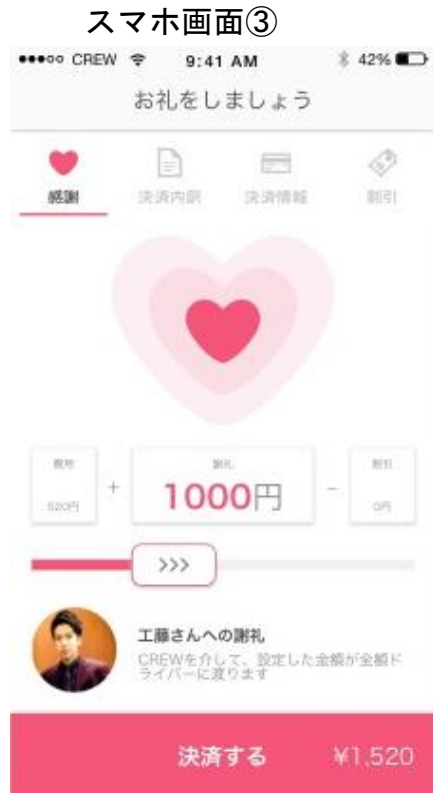 スマホ画面③
CREW 9:41 AM 42%
お礼をしましょう
感謝 決済内訳 決済情報 割引
費用 謝礼 割引
520円 + 1000円 - 0円
>>>
工藤さんへの謝礼
CREWを介して、設定した金額が全額ド
ライバーに渡ります
決済する ¥1,520